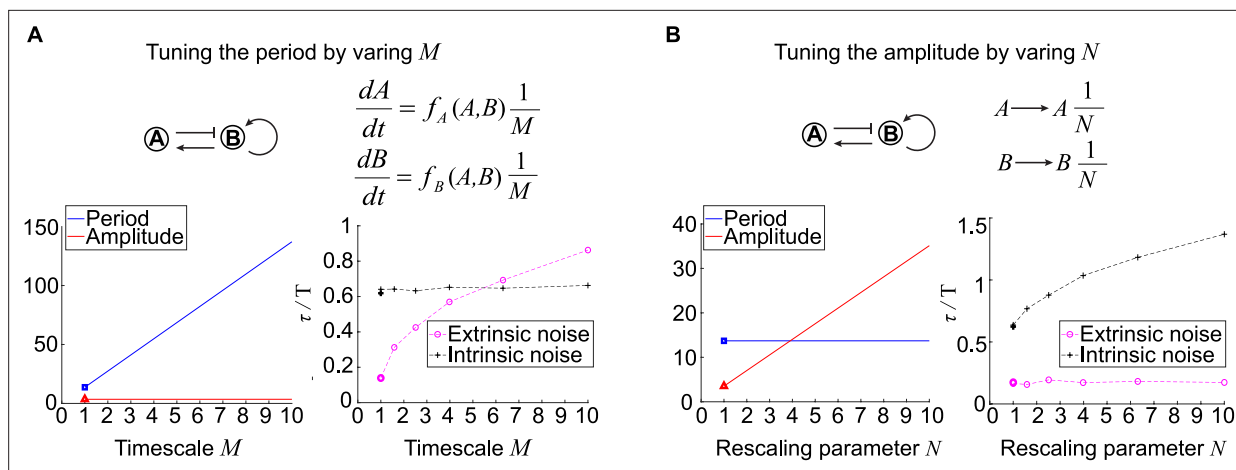 A
Tuning the period by varing M
dA/dt = f_A(A,B) 1/M
A B
dB/dt = f_B(A,B) 1/M
Period
Amplitude
150
100
50
0
0 1 2 3 4 5 6 7 8 9 10
Timescale M
τ / T
1
0.8
0.6
0.4
0.2
0
Extrinsic noise
Intrinsic noise
0 1 2 3 4 5 6 7 8 9 10
Timescale M
B
Tuning the amplitude by varing N
A B
A → A 1/N
B → B 1/N
Period
Amplitude
40
30
35
20
25
15
10
5
0
0 1 2 3 4 5 6 7 8 9 10
Rescaling parameter N
τ / T
1.5
1
0.5
0
Extrinsic noise
Intrinsic noise
0 1 2 3 4 5 6 7 8 9 10
Rescaling parameter N